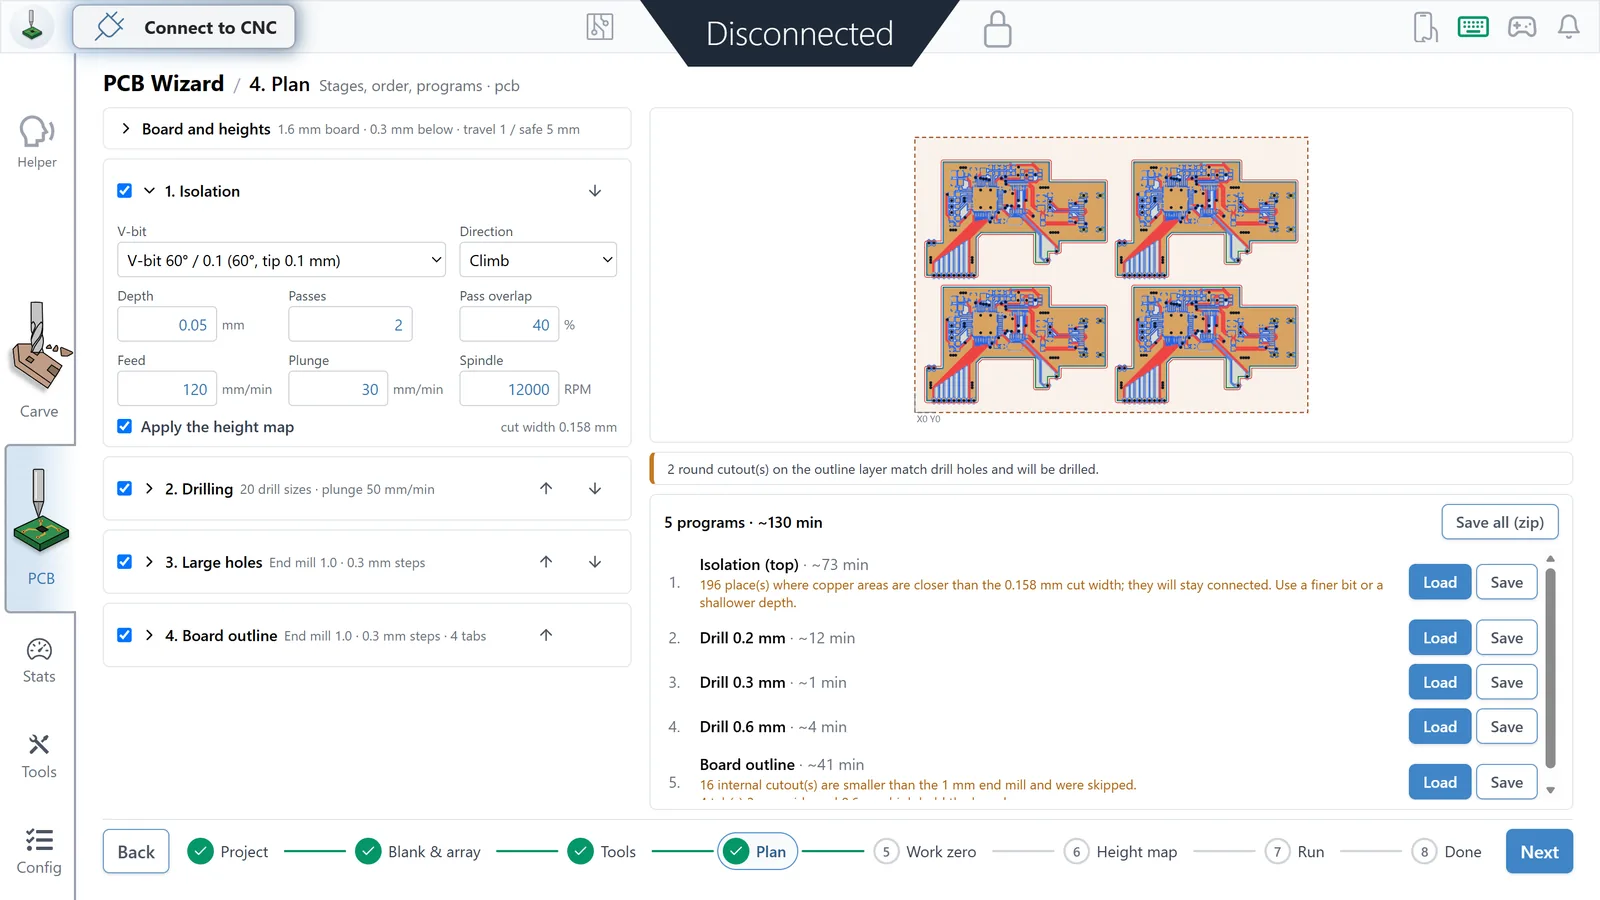 Connect to CNC
Disconnected
PCB Wizard / 4. Plan Stages, order, programs · pcb
Helper
Carve
PCB
Stats
Tools
Config
Board and heights 1.6 mm board · 0.3 mm below · travel 1 / safe 5 mm
1. Isolation
V-bit Direction
V-bit 60° / 0.1 (60°, tip 0.1 mm) Climb
Depth Passes Pass overlap
0.05 mm 2 40 %
Feed Plunge Spindle
120 mm/min 30 mm/min 12000 RPM
Apply the height map cut width 0.158 mm
2. Drilling 20 drill sizes · plunge 50 mm/min
3. Large holes End mill 1.0 · 0.3 mm steps
4. Board outline End mill 1.0 · 0.3 mm steps · 4 tabs
X0 Y0
2 round cutout(s) on the outline layer match drill holes and will be drilled.
5 programs · ~130 min Save all (zip)
1. Isolation (top) · ~73 min Load Save
196 place(s) where copper areas are closer than the 0.158 mm cut width; they will stay connected. Use a finer bit or a
shallower depth.
2. Drill 0.2 mm · ~12 min Load Save
3. Drill 0.3 mm · ~1 min Load Save
4. Drill 0.6 mm · ~4 min Load Save
5. Board outline · ~41 min Load Save
16 internal cutout(s) are smaller than the 1 mm end mill and were skipped.
Back Project Blank & array Tools Plan 5 Work zero 6 Height map 7 Run 8 Done Next